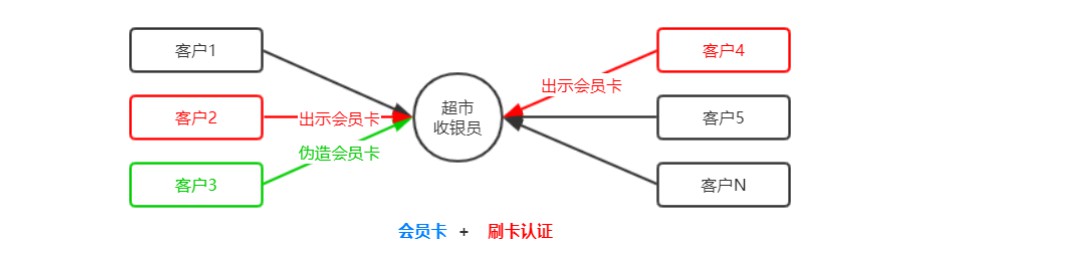 客户1
客户4
出示会员卡
客户2
出示会员卡
超市
收银员
客户5
伪造会员卡
客户3
客户N
会员卡 + 刷卡认证